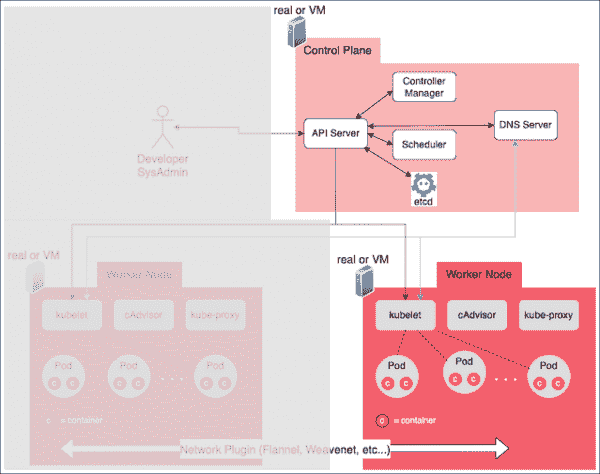 real or VM
Control Plane
Controller
Manager
API Server
DNS Server
Scheduler
etcd
Developer
SysAdmin
real or VM
Worker Node
kubelet
cAdvisor
kube-proxy
Pod
Pod
Pod
c c
c c
. . .
c c
c = container
real or VM
Worker Node
kubelet
cAdvisor
kube-proxy
Pod
Pod
Pod
c c
c c
. . .
c c
c = container
Network Plugin (Flannel, Weavenet, etc...)